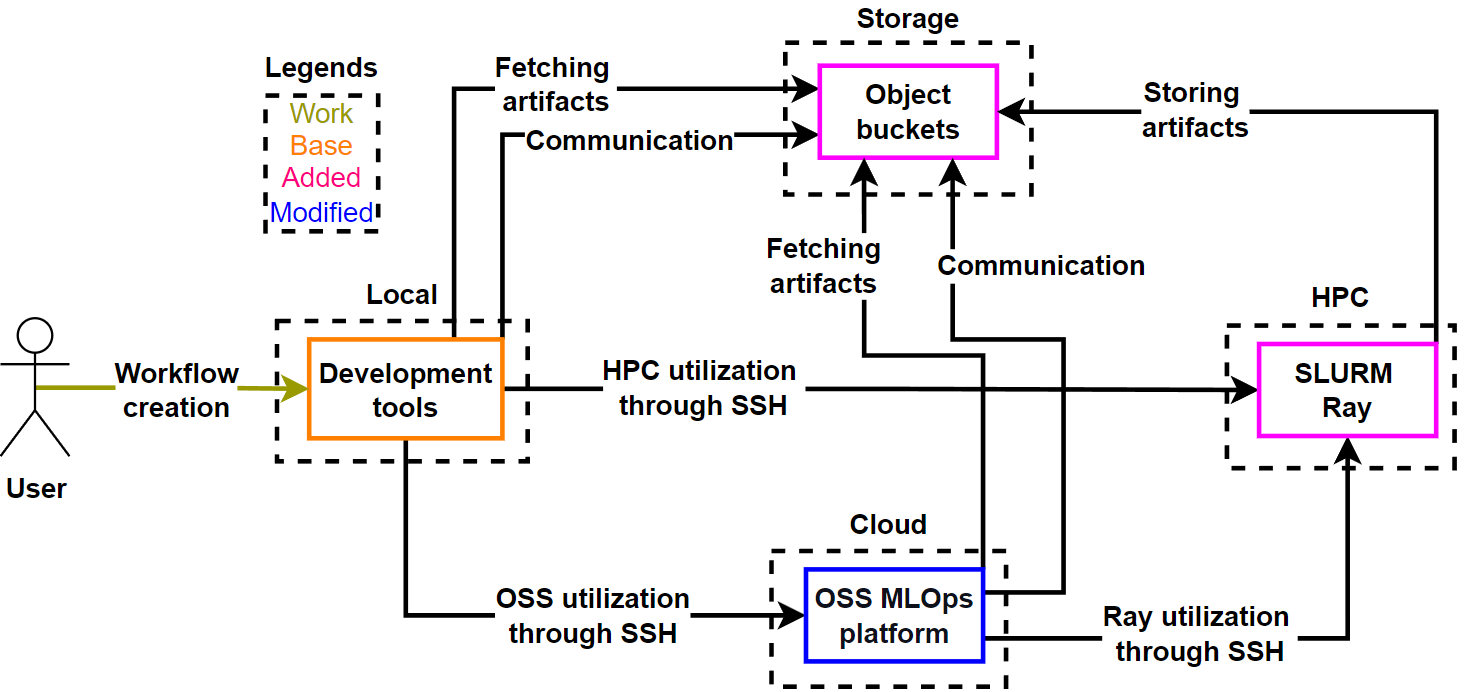 Storage
Legends
Work
Base
Added
Modified
Fetching
artifacts
Communication
Object
buckets
Storing
artifacts
Fetching
artifacts
Communication
Local
HPC
User
Workflow
creation
Development
tools
HPC utilization
through SSH
SLURM
Ray
Cloud
OSS utilization
through SSH
OSS MLOps
platform
Ray utilization
through SSH